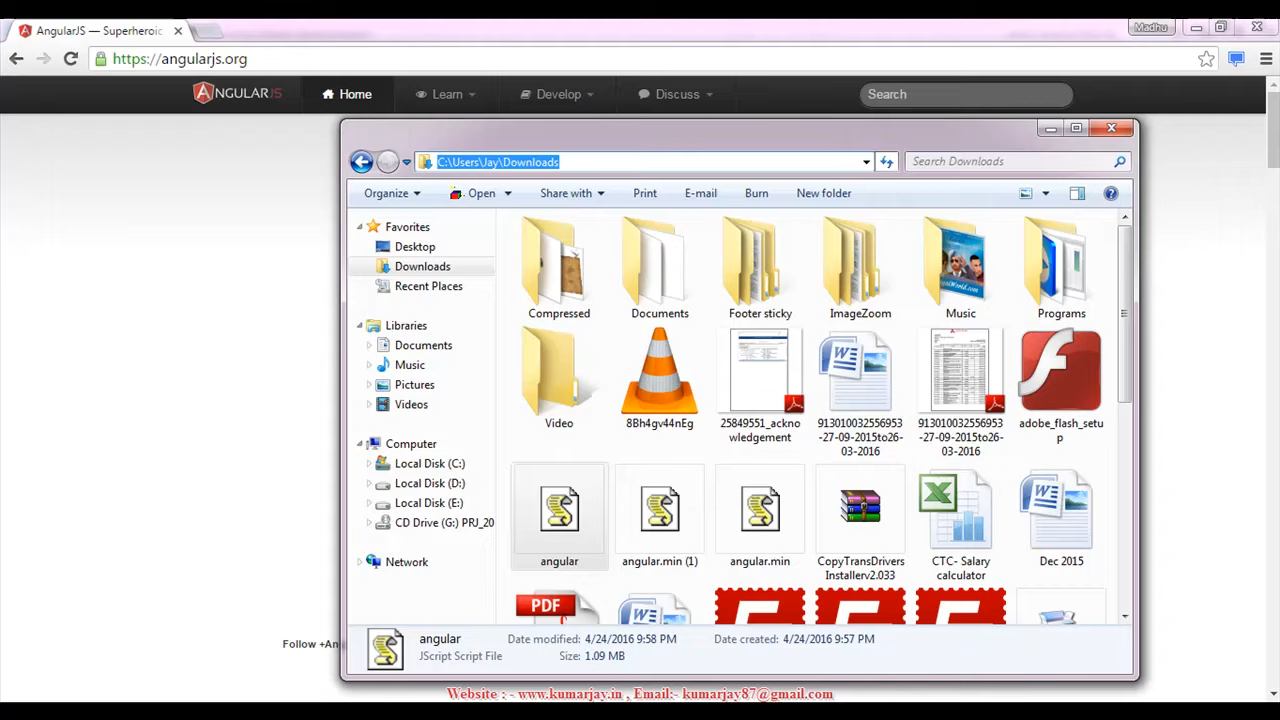 AngularJS — Superheroic
Madhu
https://angularjs.org
ANGULARJS
Home
Learn
Develop
Discuss
Search
C:\Users\Jay\Downloads
Search Downloads
Organize
Open
Share with
Print
E-mail
Burn
New folder
Favorites
Desktop
Downloads
Recent Places
Libraries
Documents
Music
Pictures
Videos
Computer
Local Disk (C:)
Local Disk (D:)
Local Disk (E:)
CD Drive (G:) PRJ_20
Network
Compressed
Documents
Footer sticky
ImageZoom
Music
Programs
Video
8Bh4gv44nEg
25849551_ackno
wledgement
913010032556953
-27-09-2015to26-
03-2016
913010032556953
-27-09-2015to26-
03-2016
adobe_flash_setu
p
angular
angular.min (1)
angular.min
CopyTransDrivers
Installerv2.033
CTC- Salary
calculator
Dec 2015
PDF
Follow +An
angular
Date modified: 4/24/2016 9:58 PM
Date created: 4/24/2016 9:57 PM
JScript Script File
Size: 1.09 MB
Website : - www.kumarjay.in , Email:- kumarjay87@gmail.com